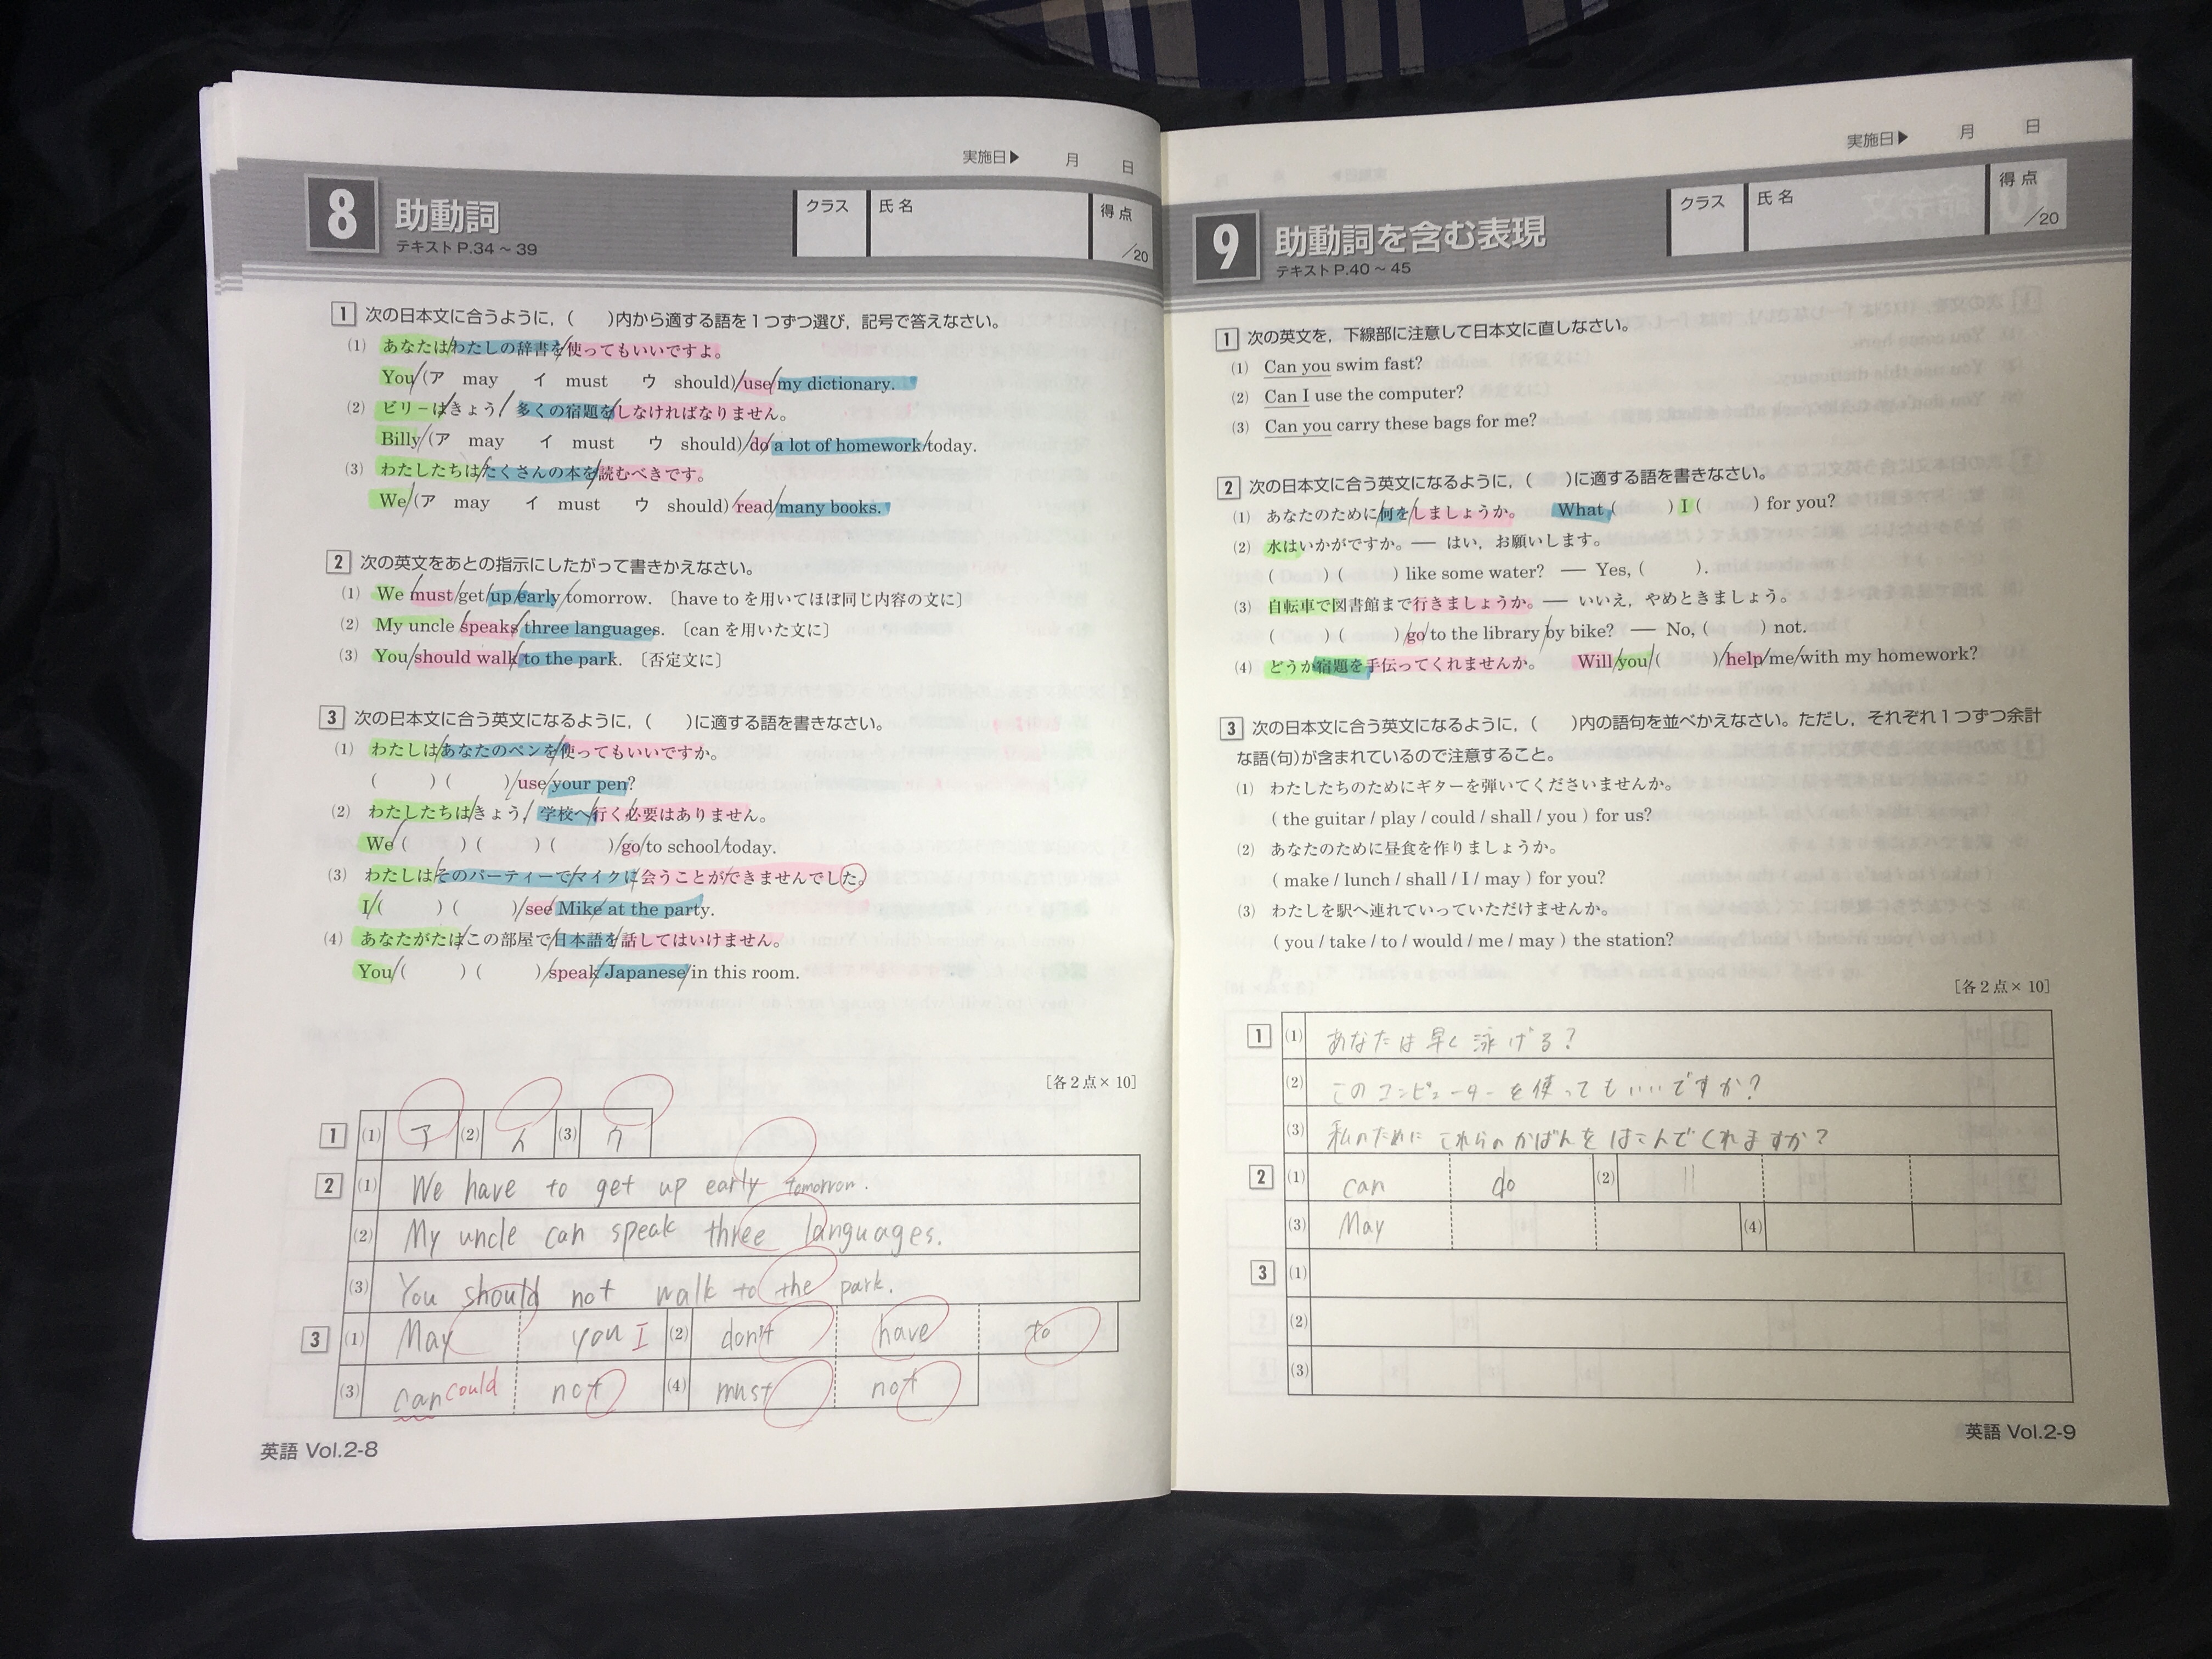 実施日▶ 月 日
8 助動詞
テキストP.34～39
クラス 氏名 得点 /20
1 次の日本文に合うように，( )内から適する語を1つずつ選び，記号で答えなさい。
(1) あなたはわたしの辞書を使ってもいいですよ。
You (ア may イ must ウ should) use my dictionary.
(2) ビリーはきょう，多くの宿題をしなければなりません。
Billy (ア may イ must ウ should) do a lot of homework today.
(3) わたしたちはたくさんの本を読むべきです。
We (ア may イ must ウ should) read many books.
2 次の英文をあとの指示にしたがって書きかえなさい。
(1) We must get up early tomorrow. 〔have to を用いてほぼ同じ内容の文に〕
(2) My uncle speaks three languages. 〔can を用いた文に〕
(3) You should walk to the park. 〔否定文に〕
3 次の日本文に合う英文になるように，( )に適する語を書きなさい。
(1) わたしはあなたのペンを使ってもいいですか。
( ) ( ) use your pen?
(2) わたしたちはきょう，学校へ行く必要はありません。
We ( ) ( ) ( ) go to school today.
(3) わたしはそのパーティーでマイクに会うことができませんでした。
I ( ) ( ) see Mike at the party.
(4) あなたがたはこの部屋で日本語を話してはいけません。
You ( ) ( ) speak Japanese in this room.
［各2点×10］
1 (1) ア (2) イ (3) ウ
2 (1) We have to get up early tomorrow.
(2) My uncle can speak three languages.
(3) You should not walk to the park.
3 (1) May you I (2) don't have to
(3) can could not (4) must not
英語 Vol.2-8
実施日▶ 月 日
9 助動詞を含む表現
テキストP.40～45
クラス 氏名 得点 /20
1 次の英文を，下線部に注意して日本文に直しなさい。
(1) Can you swim fast?
(2) Can I use the computer?
(3) Can you carry these bags for me?
2 次の日本文に合う英文になるように，( )に適する語を書きなさい。
(1) あなたのために何をしましょうか。 What ( ) I ( ) for you?
(2) 水はいかがですか。── はい，お願いします。
( ) ( ) like some water? ── Yes, ( ).
(3) 自転車で図書館まで行きましょうか。── いいえ，やめときましょう。
( ) ( ) go to the library by bike? ── No, ( ) not.
(4) どうか宿題を手伝ってくれませんか。 Will you ( ) help me with my homework?
3 次の日本文に合う英文になるように，( )内の語句を並べかえなさい。ただし，それぞれ1つずつ余計
な語(句)が含まれているので注意すること。
(1) わたしたちのためにギターを弾いてくださいませんか。
( the guitar / play / could / shall / you ) for us?
(2) あなたのために昼食を作りましょうか。
( make / lunch / shall / I / may ) for you?
(3) わたしを駅へ連れていっていただけませんか。
( you / take / to / would / me / may ) the station?
［各2点×10］
1 (1) あなたは早く泳げる?
(2) このコンピューターを使ってもいいですか?
(3) 私のために これらのかばんをはこんでくれますか?
2 (1) can do (2)
(3) May (4)
3 (1)
(2)
(3)
英語 Vol.2-9